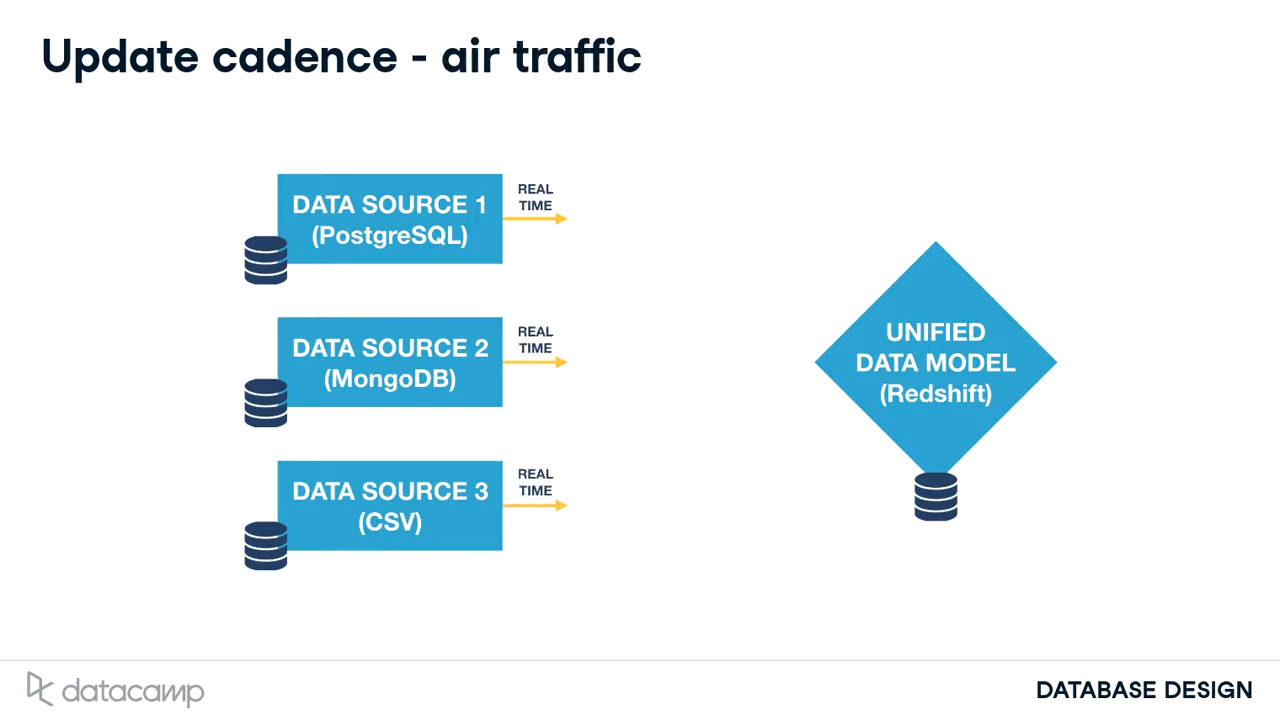 Update cadence - air traffic
DATA SOURCE 1
(PostgreSQL)
REAL
TIME
DATA SOURCE 2
(MongoDB)
REAL
TIME
DATA SOURCE 3
(CSV)
REAL
TIME
UNIFIED
DATA MODEL
(Redshift)
datacamp
DATABASE DESIGN